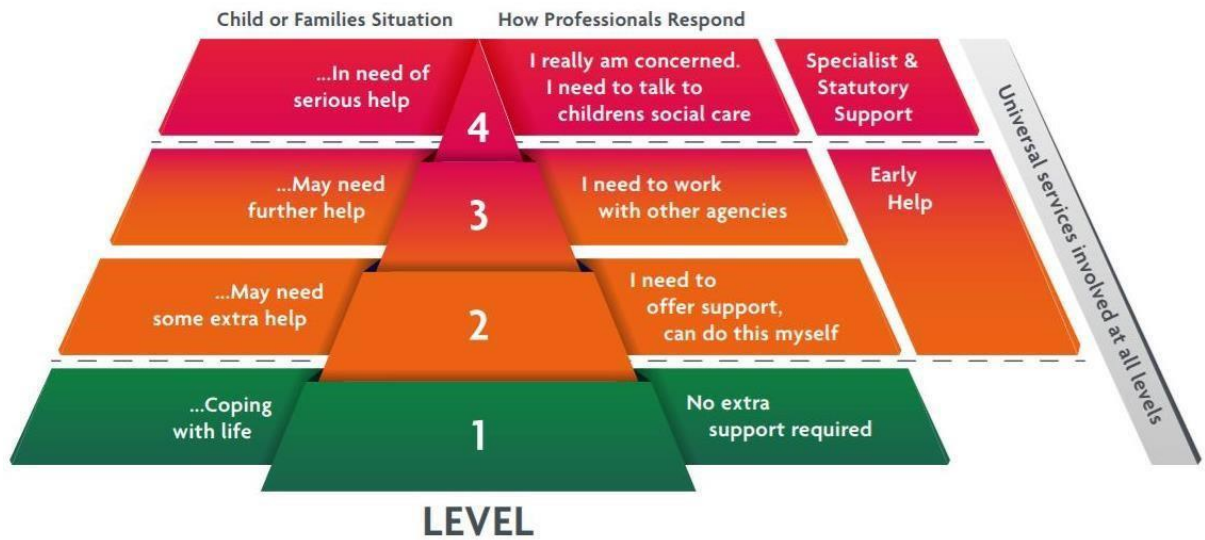 Child or Families Situation
How Professionals Respond
...In need of
serious help
4
I really am concerned.
I need to talk to
childrens social care
Specialist &
Statutory
Support
...May need
further help
3
I need to work
with other agencies
Early
Help
...May need
some extra help
2
I need to
offer support,
can do this myself
...Coping
with life
1
No extra
support required
Universal services involved at all levels
LEVEL